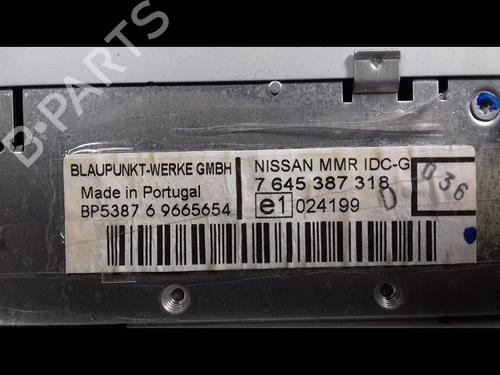 BLAUPUNKT-WERKE GMBH
Made in Portugal
BP5387 6 9665654
NISSAN MMR IDC-G
7 645 387 318
e1 024199
D
036
B-PARTS